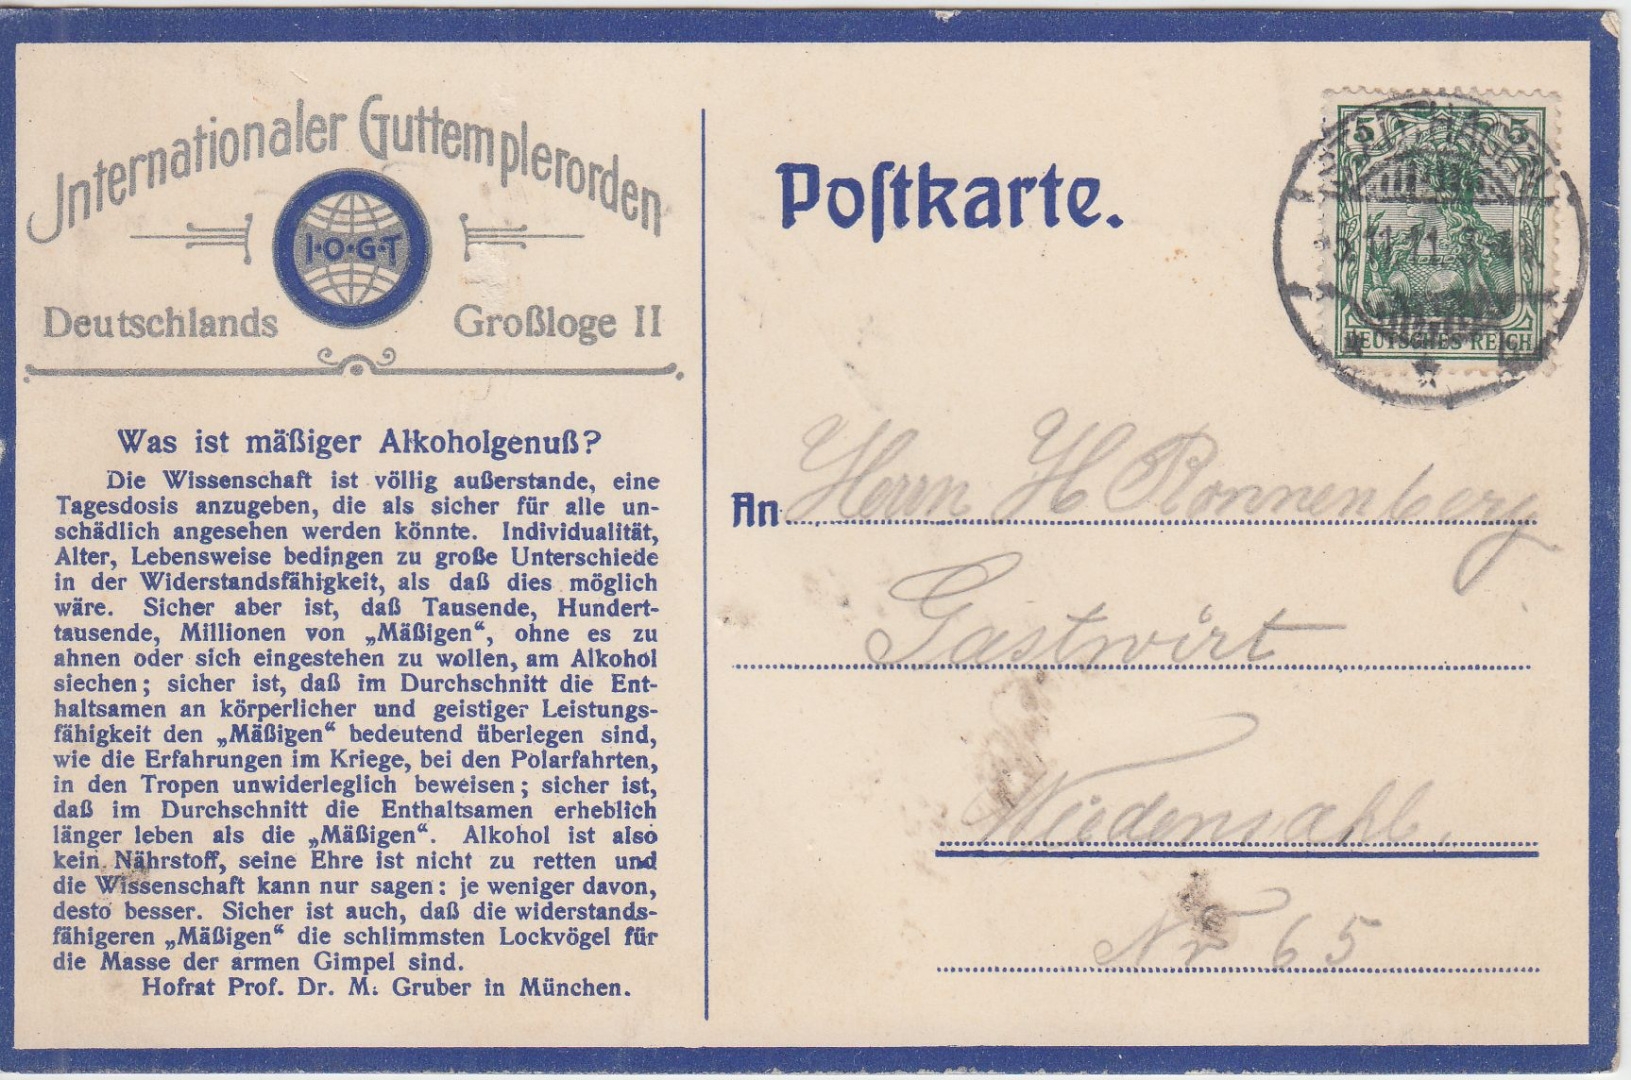 Internationaler Guttemplerorden
I·O·G·T
Deutschlands Großloge II
Was ist mäßiger Alkoholgenuß?
Die Wissenschaft ist völlig außerstande, eine
Tagesdosis anzugeben, die als sicher für alle un-
schädlich angesehen werden könnte. Individualität,
Alter, Lebensweise bedingen zu große Unterschiede
in der Widerstandsfähigkeit, als daß dies möglich
wäre. Sicher aber ist, daß Tausende, Hundert-
tausende, Millionen von „Mäßigen“, ohne es zu
ahnen oder sich eingestehen zu wollen, am Alkohol
siechen; sicher ist, daß im Durchschnitt die Ent-
haltsamen an körperlicher und geistiger Leistungs-
fähigkeit den „Mäßigen“ bedeutend überlegen sind,
wie die Erfahrungen im Kriege, bei den Polarfahrten,
in den Tropen unwiderleglich beweisen; sicher ist,
daß im Durchschnitt die Enthaltsamen erheblich
länger leben als die „Mäßigen“. Alkohol ist also
kein Nährstoff, seine Ehre ist nicht zu retten und
die Wissenschaft kann nur sagen: je weniger davon,
desto besser. Sicher ist auch, daß die widerstands-
fähigeren „Mäßigen“ die schlimmsten Lockvögel für
die Masse der armen Gimpel sind.
Hofrat Prof. Dr. M. Gruber in München.
Poſtkarte.
5 5
DEUTSCHES REICH
11.11.
An Herrn H Ronnenberg
Gastwirt
Wiedensahl.
Nr 65